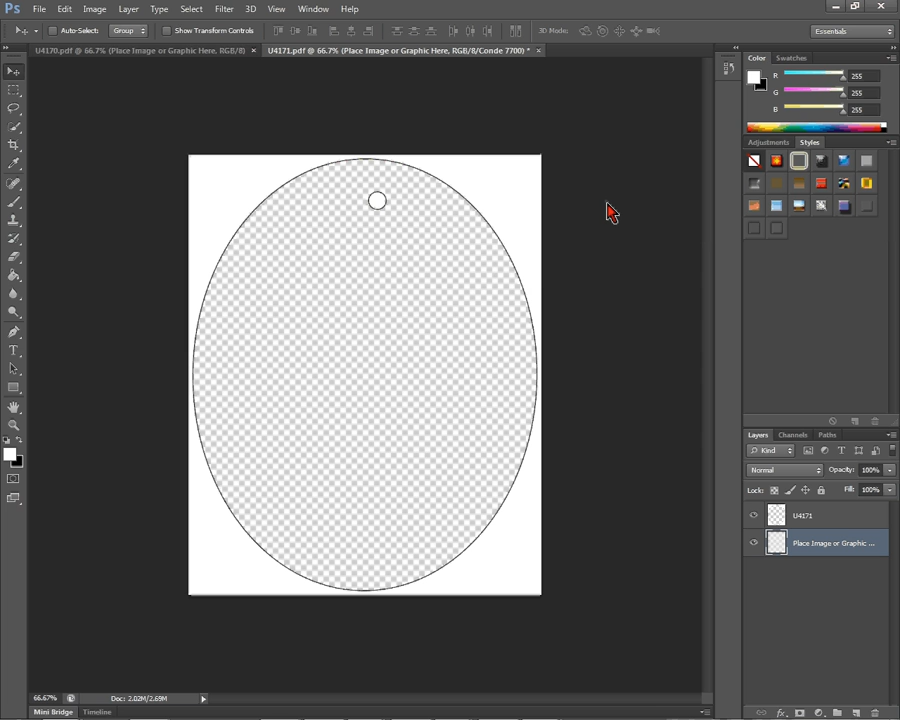 Ps File Edit Image Layer Type Select Filter 3D View Window Help
Auto-Select: Group Show Transform Controls 3D Mode: Essentials
U4170.pdf @ 66.7% (Place Image or Graphic Here, RGB/8) × U4171.pdf @ 66.7% (Place Image or Graphic Here, RGB/8/Conde 7700) * ×
Color Swatches
R 255
G 255
B 255
Adjustments Styles
Layers Channels Paths
Kind
Normal Opacity: 100%
Lock: Fill: 100%
U4171
Place Image or Graphic ...
66.67% Doc: 2.02M/2.69M
Mini Bridge Timeline